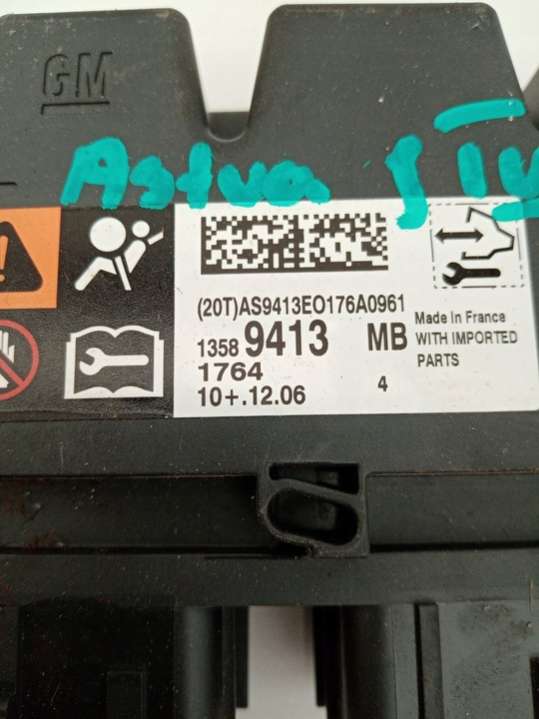 GM
Astra
(20T)AS9413EO176A0961
1358 9413 MB
1764
10+.12.06 4
Made in France
WITH IMPORTED
PARTS